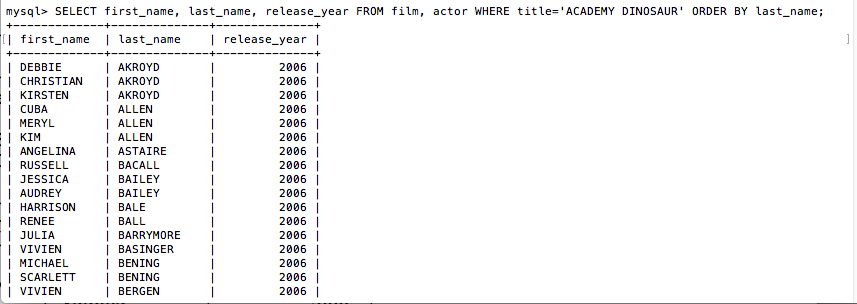 mysql> SELECT first_name, last_name, release_year FROM film, actor WHERE title='ACADEMY DINOSAUR' ORDER BY last_name;
+-------------+--------------+--------------+
| first_name | last_name | release_year |
+-------------+--------------+--------------+
| DEBBIE | AKROYD | 2006 |
| CHRISTIAN | AKROYD | 2006 |
| KIRSTEN | AKROYD | 2006 |
| CUBA | ALLEN | 2006 |
| MERYL | ALLEN | 2006 |
| KIM | ALLEN | 2006 |
| ANGELINA | ASTAIRE | 2006 |
| RUSSELL | BACALL | 2006 |
| JESSICA | BAILEY | 2006 |
| AUDREY | BAILEY | 2006 |
| HARRISON | BALE | 2006 |
| RENEE | BALL | 2006 |
| JULIA | BARRYMORE | 2006 |
| VIVIEN | BASINGER | 2006 |
| MICHAEL | BENING | 2006 |
| SCARLETT | BENING | 2006 |
| VIVIEN | BERGEN | 2006 |